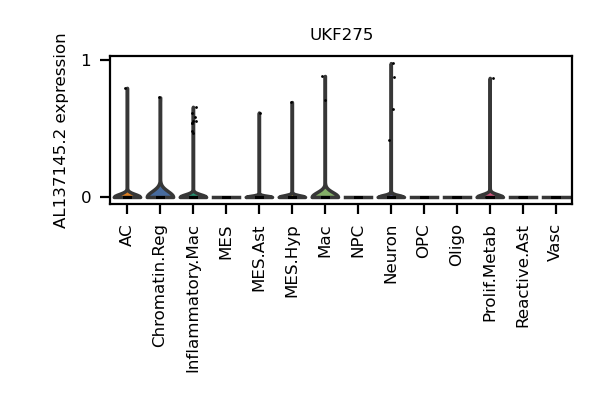 UKF275
AL137145.2 expression
1
0
AC
Chromatin.Reg
Inflammatory.Mac
MES
MES.Ast
MES.Hyp
Mac
NPC
Neuron
OPC
Oligo
Prolif.Metab
Reactive.Ast
Vasc